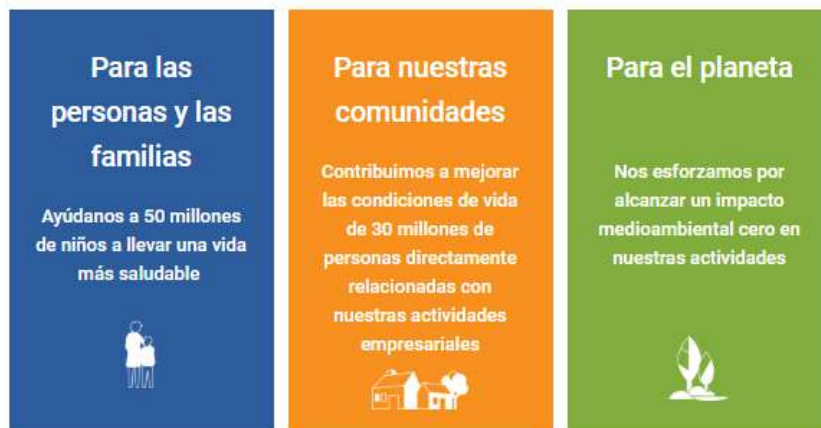 Para las
personas y las
familias
Ayúdanos a 50 millones
de niños a llevar una vida
más saludable
Para nuestras
comunidades
Contribuimos a mejorar
las condiciones de vida
de 30 millones de
personas directamente
relacionadas con
nuestras actividades
empresariales
Para el planeta
Nos esforzamos por
alcanzar un impacto
medioambiental cero en
nuestras actividades